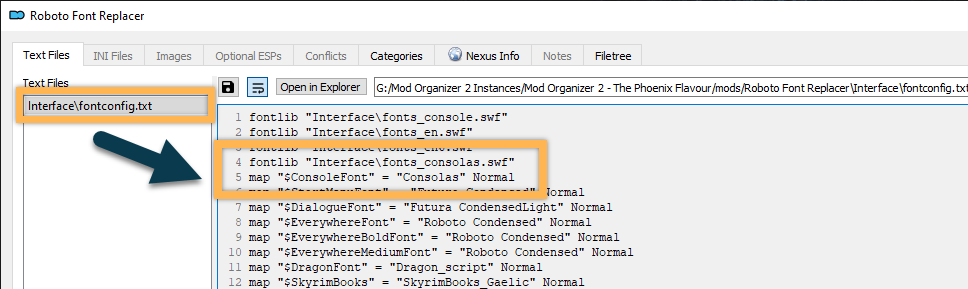 Roboto Font Replacer
Text Files INI Files Images Optional ESPs Conflicts Categories Nexus Info Notes Filetree
Text Files
Interface\fontconfig.txt
Open in Explorer G:/Mod Organizer 2 Instances/Mod Organizer 2 - The Phoenix Flavour/mods/Roboto Font Replacer\Interface\fontconfig.txt
1 fontlib "Interface\fonts_console.swf"
2 fontlib "Interface\fonts_en.swf"
3 fontlib "Interface\fonts_en6.swf"
4 fontlib "Interface\fonts_consolas.swf"
5 map "$ConsoleFont" = "Consolas" Normal
6 map "$StartMenuFont" = "Futura Condensed" Normal
7 map "$DialogueFont" = "Futura CondensedLight" Normal
8 map "$EverywhereFont" = "Roboto Condensed" Normal
9 map "$EverywhereBoldFont" = "Roboto Condensed" Normal
10 map "$EverywhereMediumFont" = "Roboto Condensed" Normal
11 map "$DragonFont" = "Dragon_script" Normal
12 map "$SkyrimBooks" = "SkyrimBooks_Gaelic" Normal